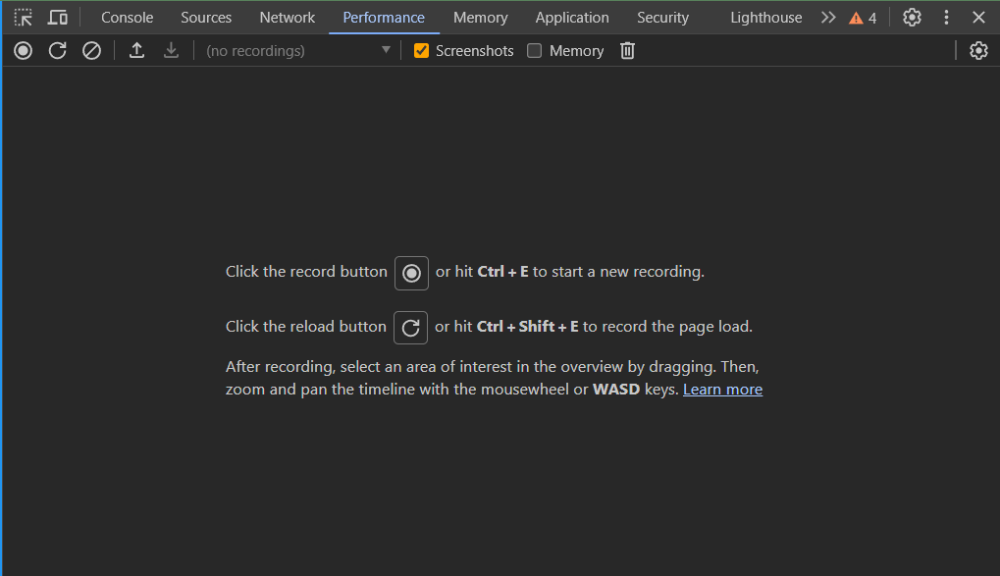 Console Sources Network Performance Memory Application Security Lighthouse 4
(no recordings) Screenshots Memory
Click the record button or hit Ctrl + E to start a new recording.
Click the reload button or hit Ctrl + Shift + E to record the page load.
After recording, select an area of interest in the overview by dragging. Then,
zoom and pan the timeline with the mousewheel or WASD keys. Learn more